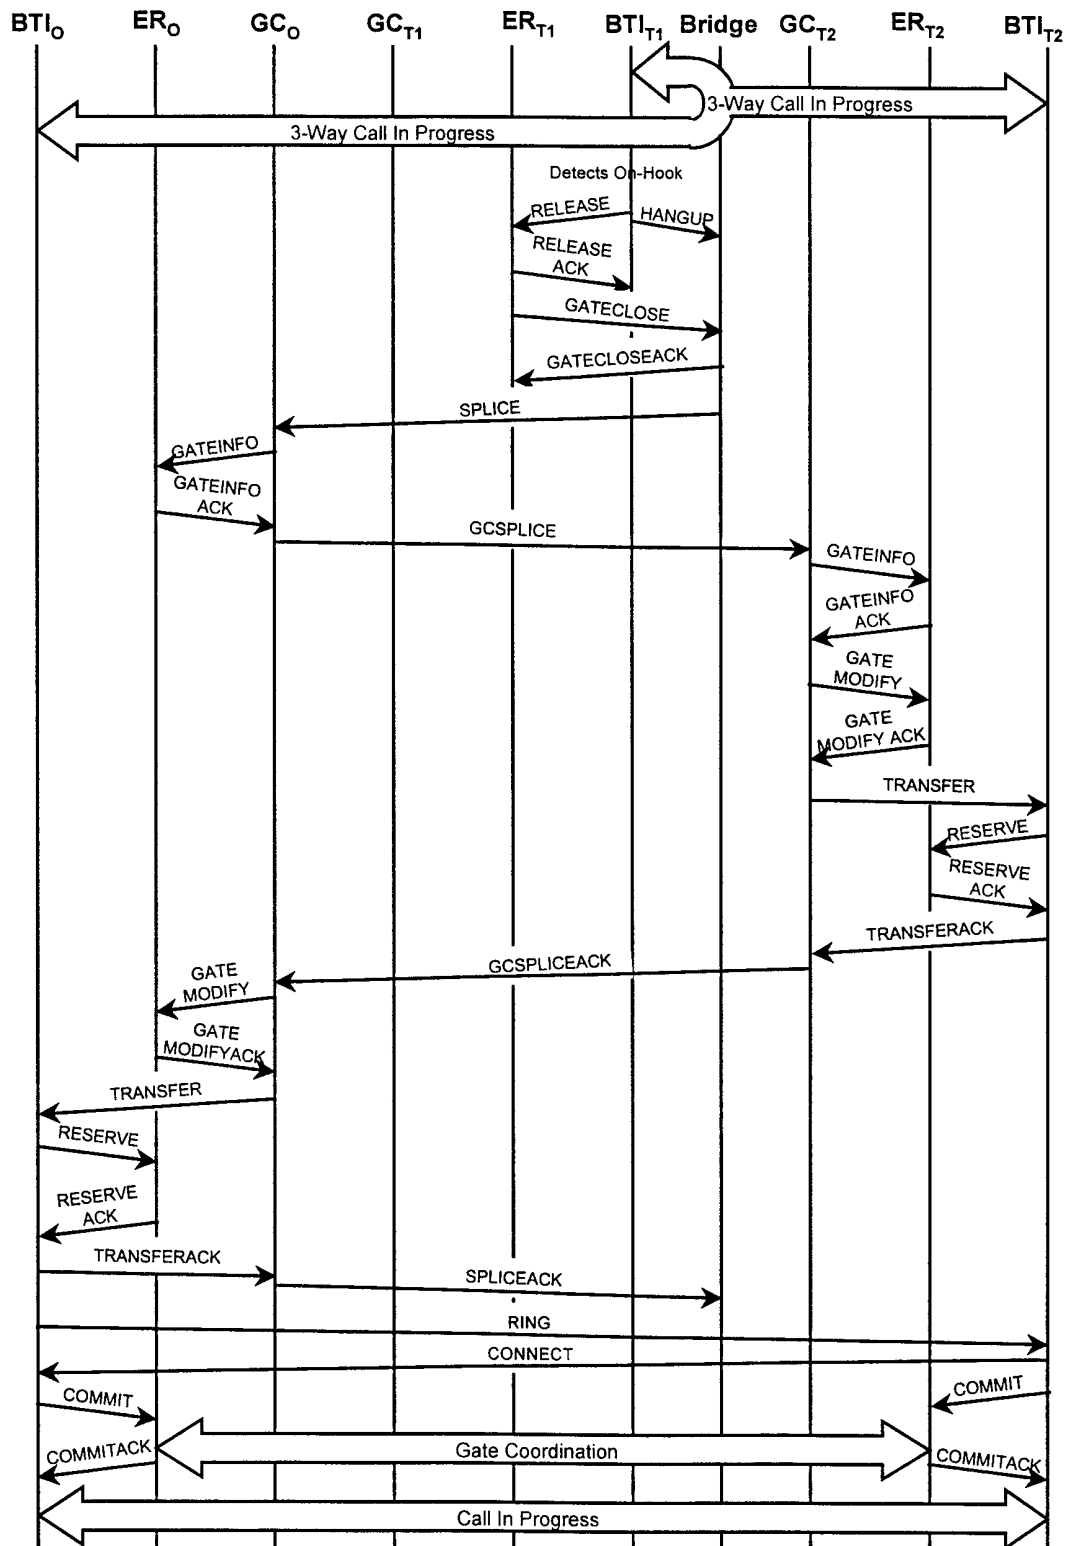 BTIO ERO GCO GCT1 ERT1 BTIT1 Bridge GCT2 ERT2 BTIT2
3-Way Call In Progress
3-Way Call In Progress
Detects On-Hook
RELEASE
HANGUP
RELEASE
ACK
GATECLOSE
GATECLOSEACK
SPLICE
GATEINFO
GATEINFO
ACK
GCSPLICE
GATEINFO
GATEINFO
ACK
GATE
MODIFY
GATE
MODIFY ACK
TRANSFER
RESERVE
RESERVE
ACK
TRANSFERACK
GCSPLICEACK
GATE
MODIFY
GATE
MODIFYACK
TRANSFER
RESERVE
RESERVE
ACK
TRANSFERACK
SPLICEACK
RING
CONNECT
COMMIT
COMMIT
COMMITACK
Gate Coordination
COMMITACK
Call In Progress